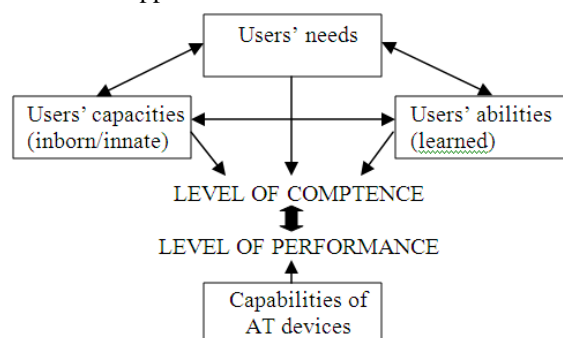 Users' needs
Users' capacities
(inborn/innate)
Users' abilities
(learned)
LEVEL OF COMPTENCE
LEVEL OF PERFORMANCE
Capabilities of
AT devices